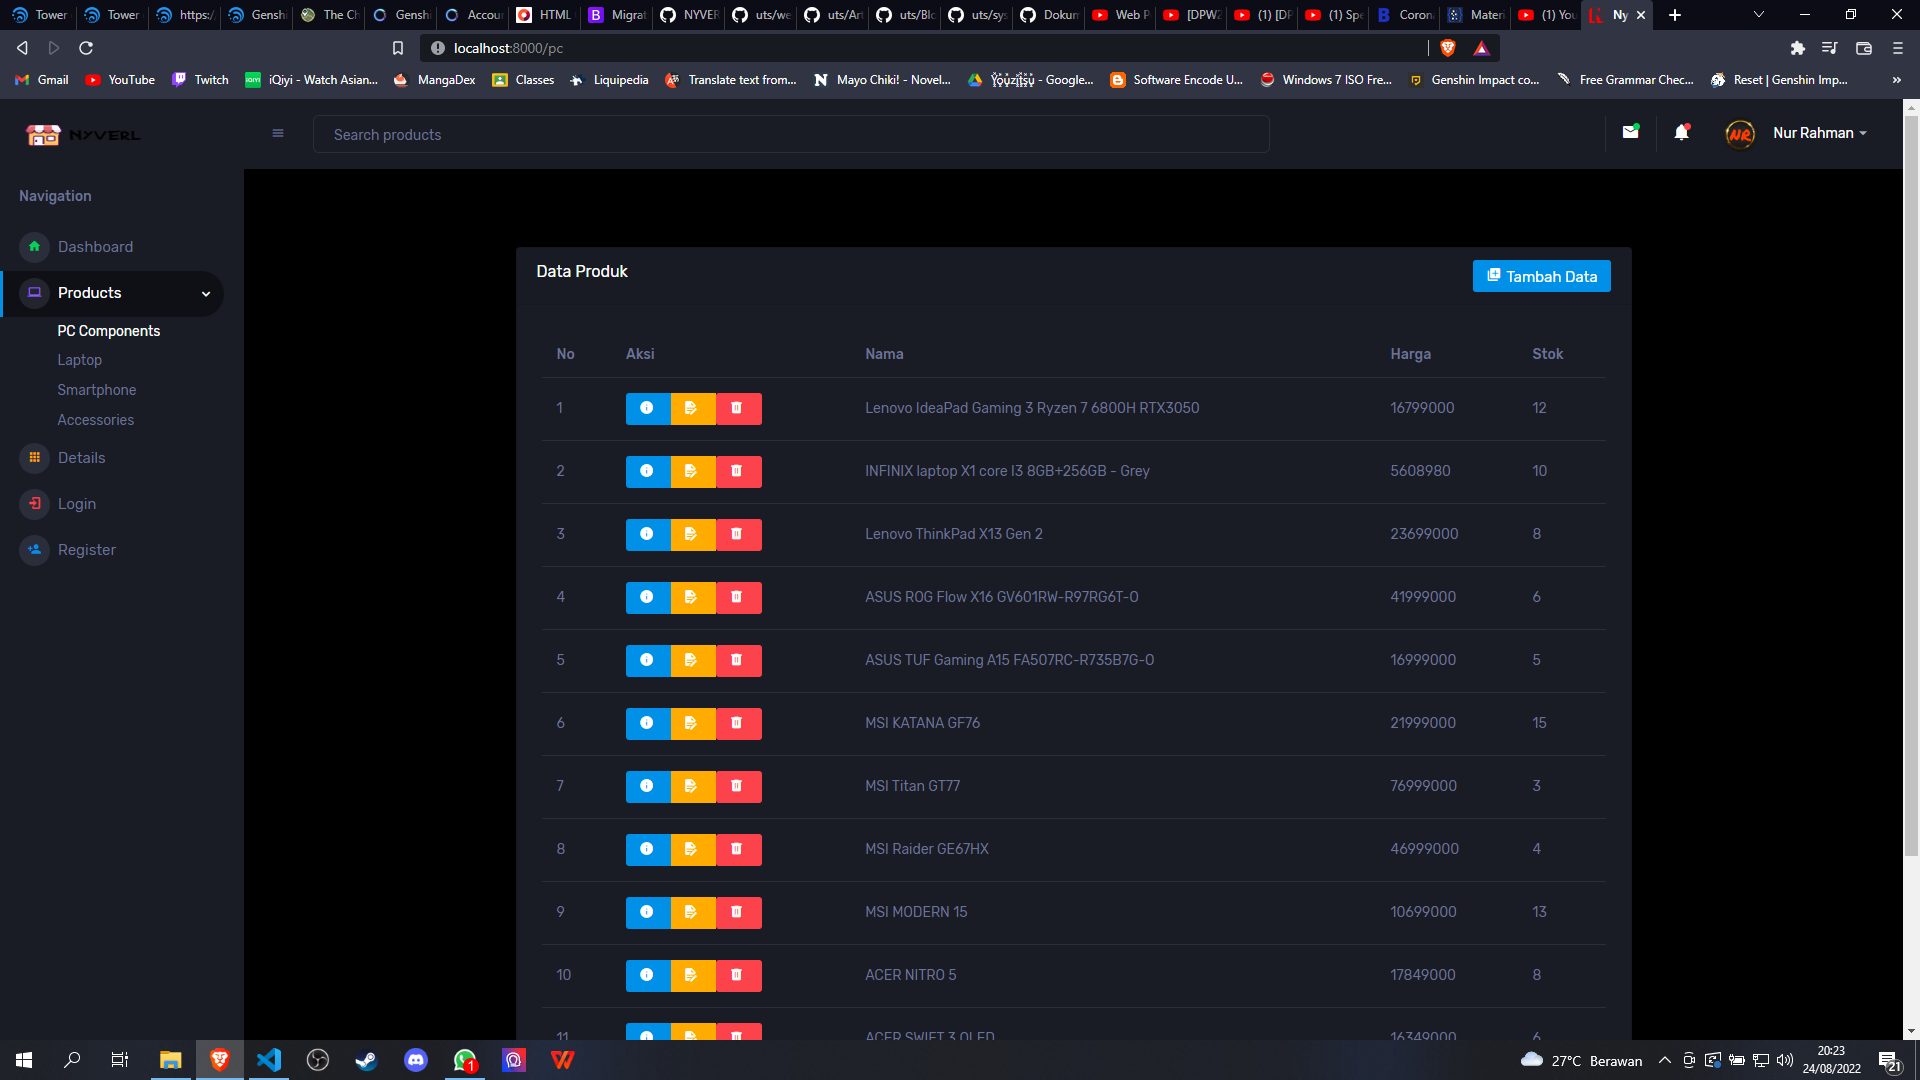 Tower
Tower
https:/
Genshi
The Ch
Genshi
Accou
HTML
Migrat
NYVER
uts/we
uts/Ar
uts/Blo
uts/sys
Dokum
Web P
[DPW2
(1) [DP
(1) Spe
Coron
Materi
(1) You
Ny
localhost:8000/pc
Gmail
YouTube
Twitch
iQiyi - Watch Asian...
MangaDex
Classes
Liquipedia
Translate text from...
Mayo Chiki! - Novel...
- Google...
Software Encode U...
Windows 7 ISO Fre...
Genshin Impact co...
Free Grammar Chec...
Reset | Genshin Imp...
NYVERL
Search products
NR
Nur Rahman
Navigation
Dashboard
Products
PC Components
Laptop
Smartphone
Accessories
Details
Login
Register
Data Produk
Tambah Data
No Aksi Nama Harga Stok
1 Lenovo IdeaPad Gaming 3 Ryzen 7 6800H RTX3050 16799000 12
2 INFINIX laptop X1 core I3 8GB+256GB - Grey 5608980 10
3 Lenovo ThinkPad X13 Gen 2 23699000 8
4 ASUS ROG Flow X16 GV601RW-R97RG6T-O 41999000 6
5 ASUS TUF Gaming A15 FA507RC-R735B7G-O 16999000 5
6 MSI KATANA GF76 21999000 15
7 MSI Titan GT77 76999000 3
8 MSI Raider GE67HX 46999000 4
9 MSI MODERN 15 10699000 13
10 ACER NITRO 5 17849000 8
11 ACER SWIFT 3 OLED 16349000 6
1
27°C Berawan
20:23
24/08/2022
21